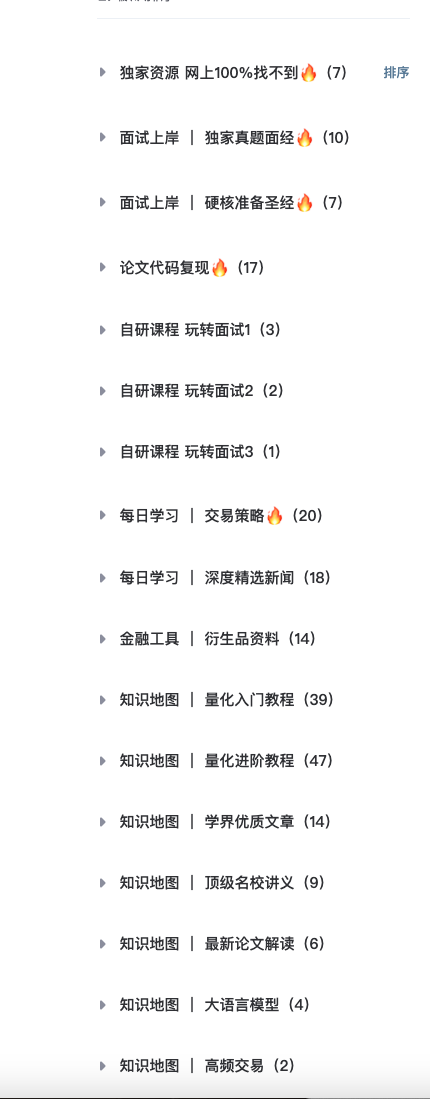 独家资源 网上100%找不到🔥（7） 排序
面试上岸 ｜ 独家真题面经🔥（10）
面试上岸 ｜ 硬核准备圣经🔥（7）
论文代码复现🔥（17）
自研课程 玩转面试1（3）
自研课程 玩转面试2（2）
自研课程 玩转面试3（1）
每日学习 ｜ 交易策略🔥（20）
每日学习 ｜ 深度精选新闻（18）
金融工具 ｜ 衍生品资料（14）
知识地图 ｜ 量化入门教程（39）
知识地图 ｜ 量化进阶教程（47）
知识地图 ｜ 学界优质文章（14）
知识地图 ｜ 顶级名校讲义（9）
知识地图 ｜ 最新论文解读（6）
知识地图 ｜ 大语言模型（4）
知识地图 ｜ 高频交易（2）